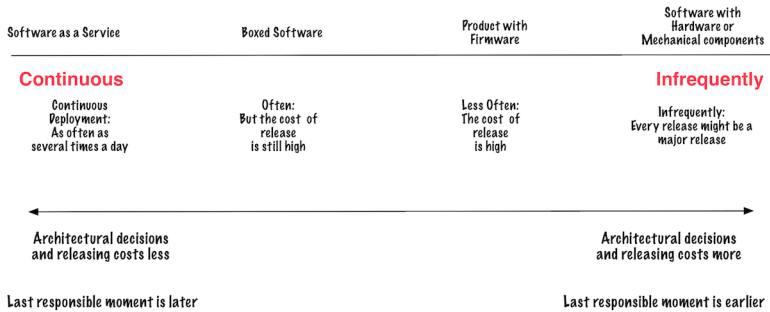 Software as a Service
Boxed Software
Product with
Firmware
Software with
Hardware or
Mechanical components
Continuous
Infrequently
Continuous
Deployment:
As often as
several times a day
Often:
But the cost of
release
is still high
Less Often:
The cost of
release
is high
Infrequently:
Every release might be a
major release
Architectural decisions
and releasing costs less
Architectural decisions
and releasing costs more
Last responsible moment is later
Last responsible moment is earlier